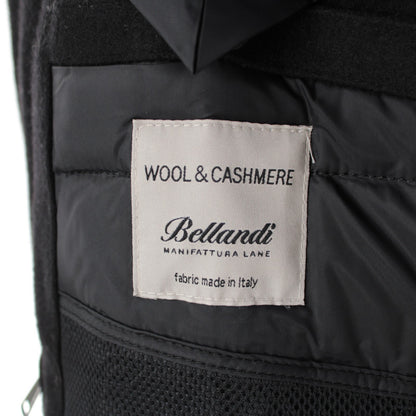 WOOL & CASHMERE
Bellandi
MANIFATTURA LANE
fabric made in Italy